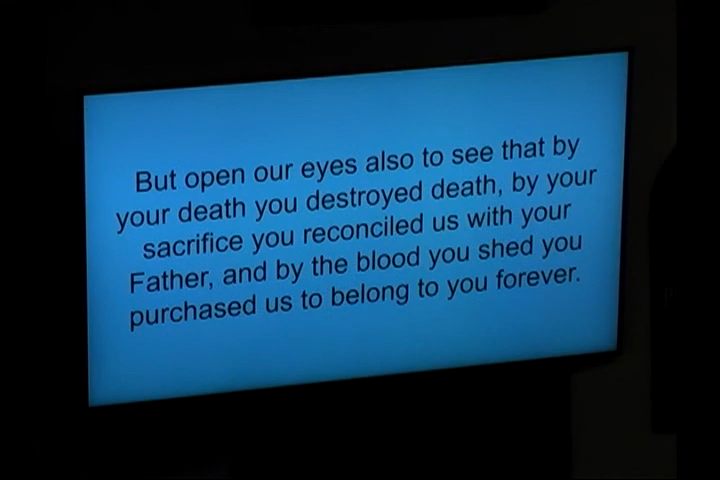 But open our eyes also to see that by
your death you destroyed death, by your
sacrifice you reconciled us with your
Father, and by the blood you shed you
purchased us to belong to you forever.